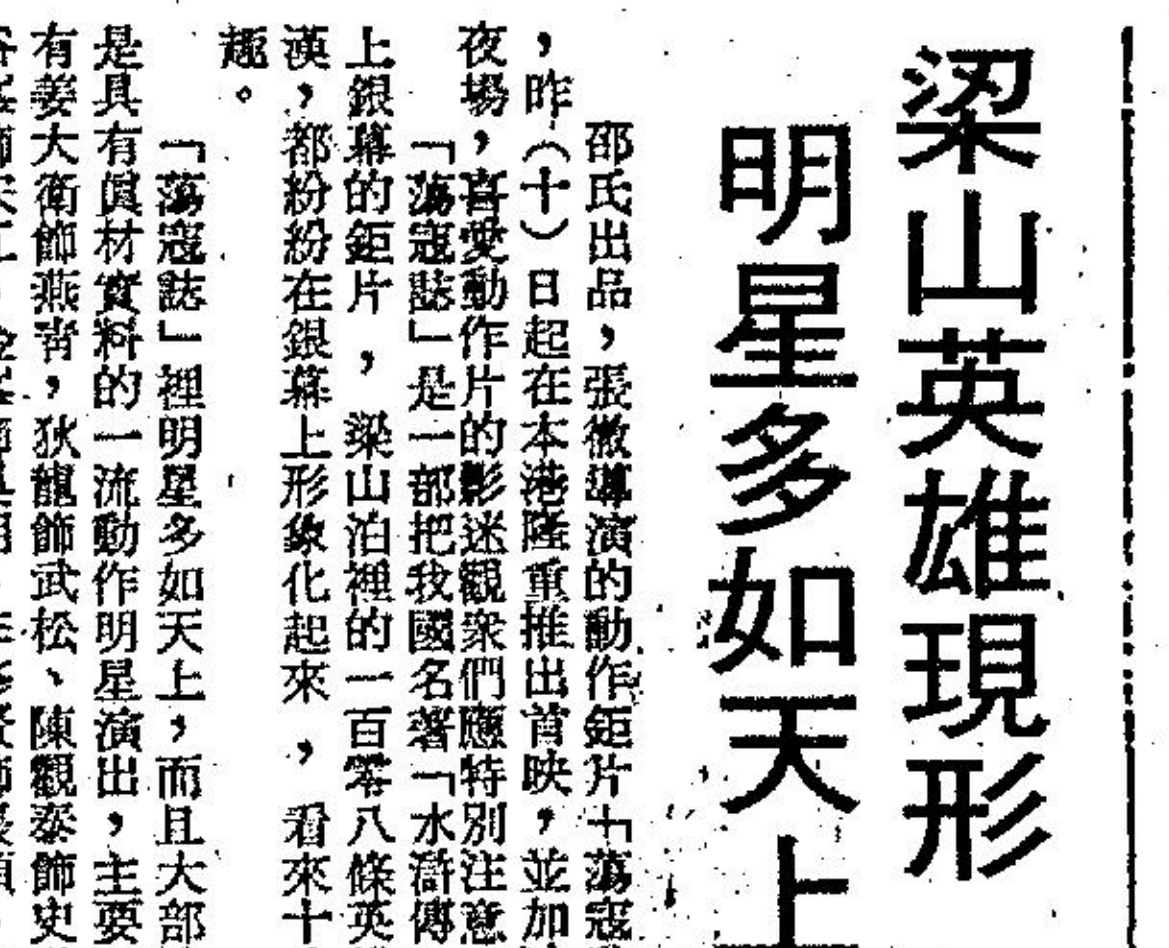 梁山英雄現形
明星多如天上
邵氏出品，張徹導演的動作鉅片「蕩寇
，昨（十）日起在本港隆重推出首映，並加
夜場，喜愛動作片的影迷觀衆們應特別注意
「蕩寇誌」是一部把我國名著「水滸傳
上銀幕的鉅片，梁山泊裡的一百零八條英
漢，都紛紛在銀幕上形象化起來，看來十
趣。
「蕩寇誌」裡明星多如天上，而且大部
是具有眞材實料的一流動作明星演出，主要
有姜大衛飾燕青，狄龍飾武松、陳觀泰飾史